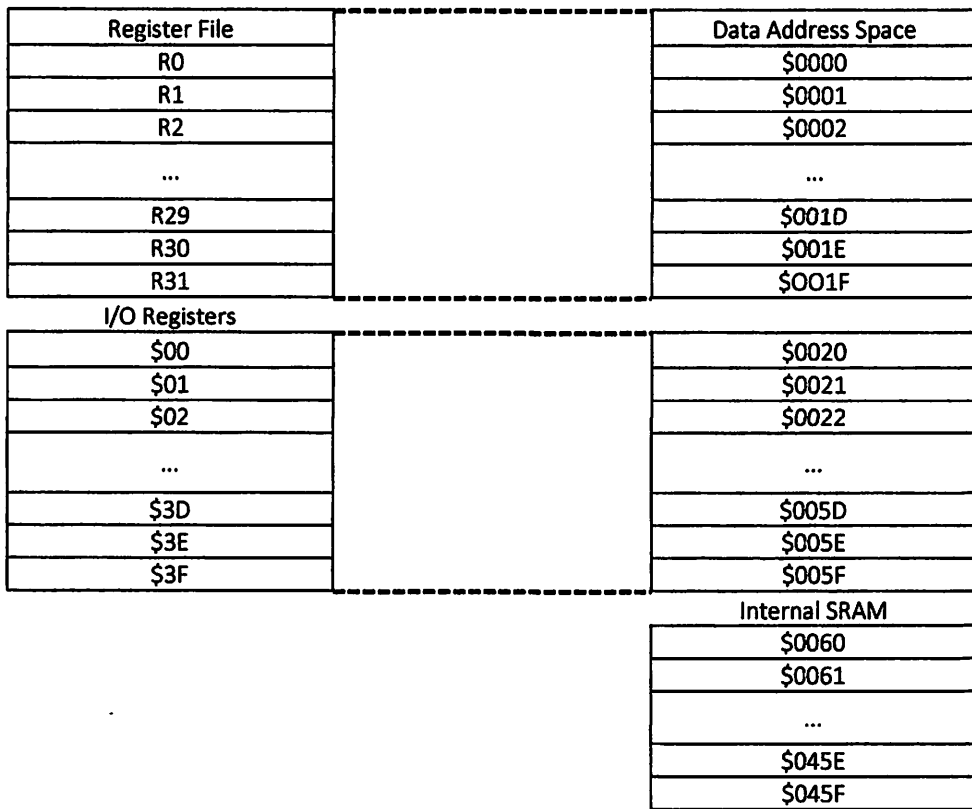 Register File
R0
R1
R2
...
R29
R30
R31
I/O Registers
$00
$01
$02
...
$3D
$3E
$3F
Data Address Space
$0000
$0001
$0002
...
$001D
$001E
$OO1F
$0020
$0021
$0022
...
$005D
$005E
$005F
Internal SRAM
$0060
$0061
...
$045E
$045F